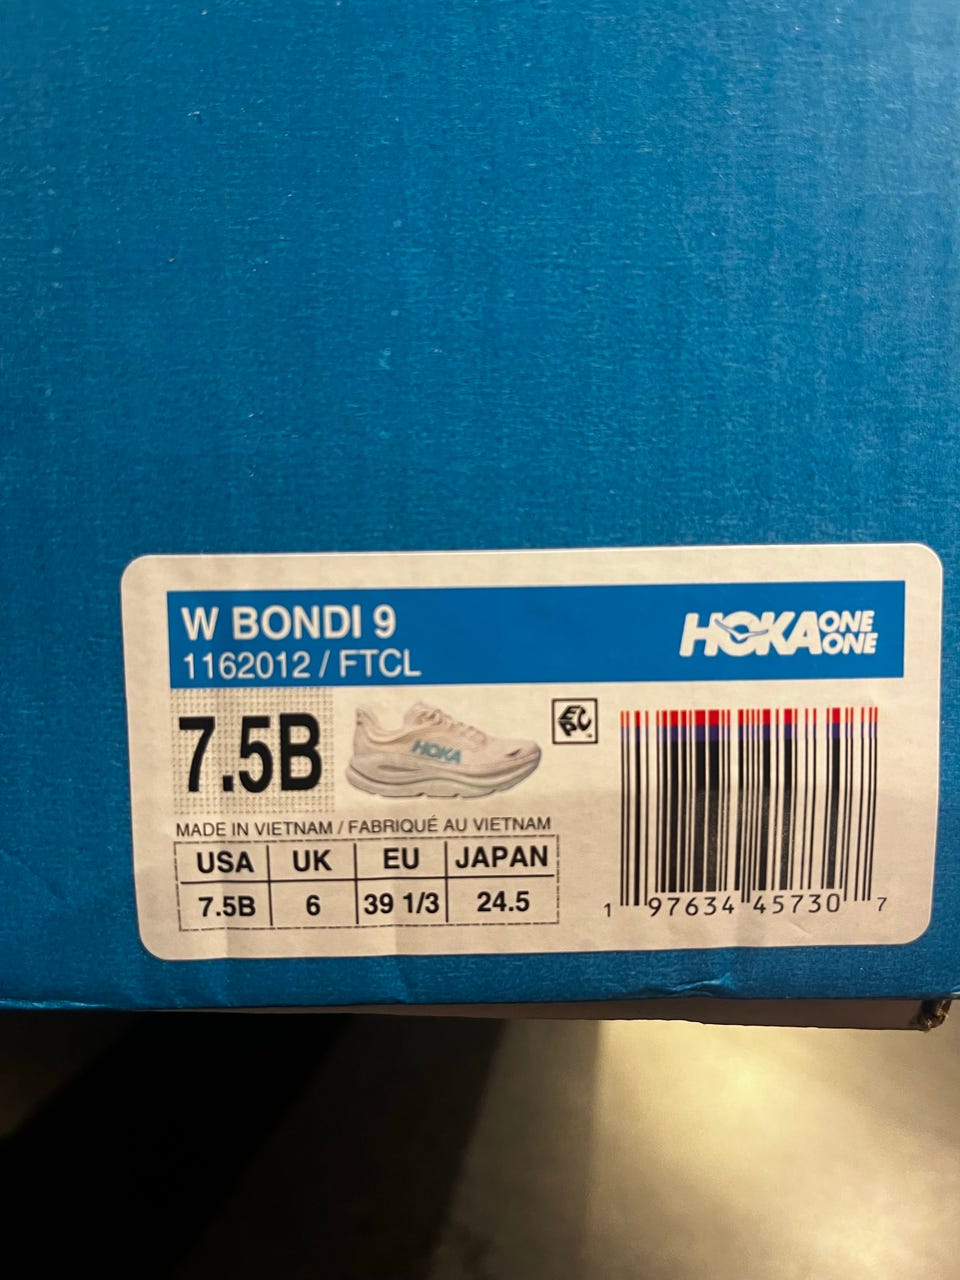 W BONDI 9
1162012 / FTCL
HOKA ONE ONE
7.5B
HOKA
EPC
MADE IN VIETNAM / FABRIQUÉ AU VIETNAM
USA UK EU JAPAN
7.5B 6 39 1/3 24.5
1 97634 45730 7